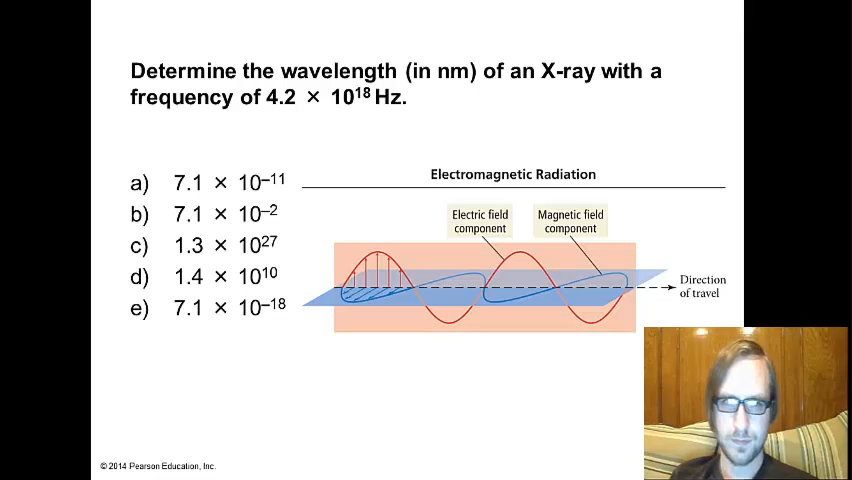 Determine the wavelength (in nm) of an X-ray with a
frequency of 4.2 × 10¹⁸ Hz.
a) 7.1 × 10⁻¹¹
b) 7.1 × 10⁻²
c) 1.3 × 10²⁷
d) 1.4 × 10¹⁰
e) 7.1 × 10⁻¹⁸
Electromagnetic Radiation
Electric field
component
Magnetic field
component
Direction
of travel
© 2014 Pearson Education, Inc.